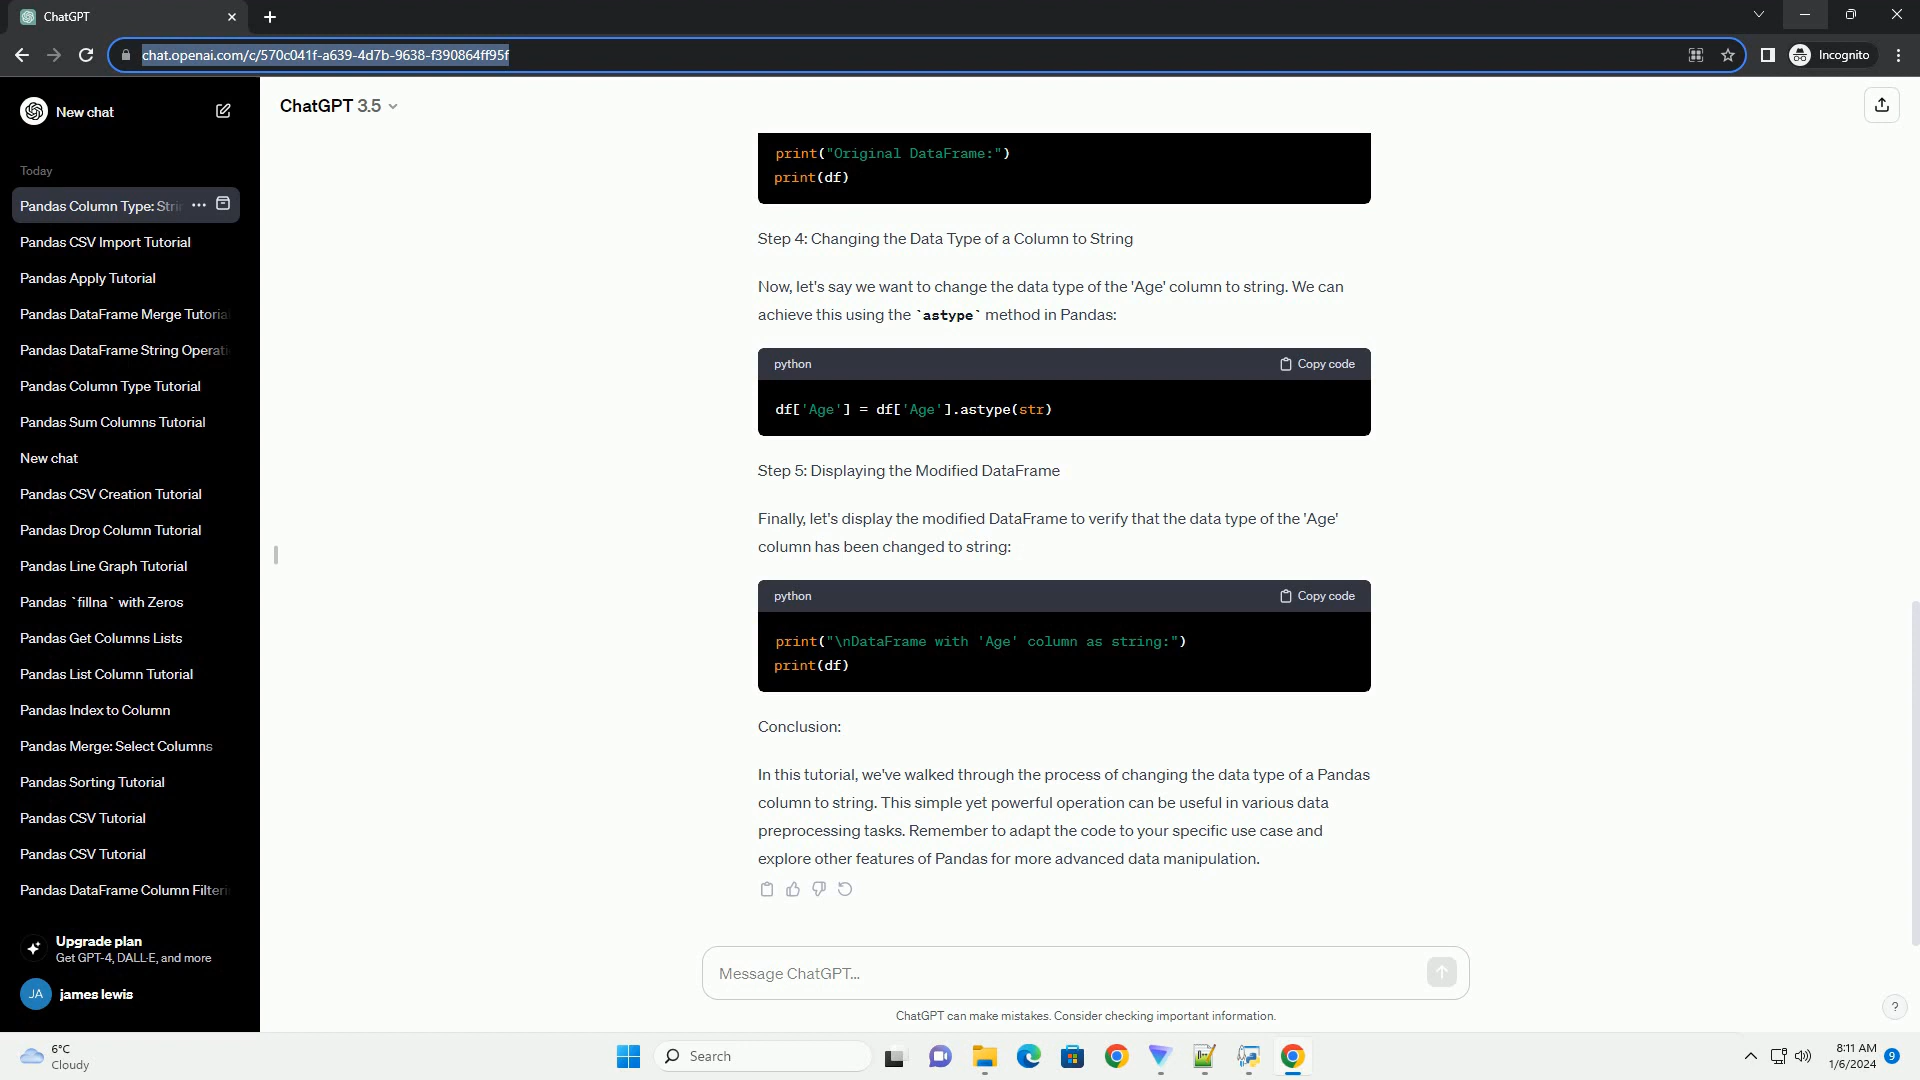 ChatGPT
chat.openai.com/c/570c041f-a639-4d7b-9638-f390864ff95f
Incognito
New chat
ChatGPT 3.5
Today
Pandas Column Type: Stri
Pandas CSV Import Tutorial
Pandas Apply Tutorial
Pandas DataFrame Merge Tutoria
Pandas DataFrame String Operati
Pandas Column Type Tutorial
Pandas Sum Columns Tutorial
New chat
Pandas CSV Creation Tutorial
Pandas Drop Column Tutorial
Pandas Line Graph Tutorial
Pandas `fillna` with Zeros
Pandas Get Columns Lists
Pandas List Column Tutorial
Pandas Index to Column
Pandas Merge: Select Columns
Pandas Sorting Tutorial
Pandas CSV Tutorial
Pandas CSV Tutorial
Pandas DataFrame Column Filteri
Upgrade plan
Get GPT-4, DALL·E, and more
JA james lewis
print("Original DataFrame:")
print(df)
Step 4: Changing the Data Type of a Column to String
Now, let's say we want to change the data type of the 'Age' column to string. We can
achieve this using the `astype` method in Pandas:
python Copy code
df['Age'] = df['Age'].astype(str)
Step 5: Displaying the Modified DataFrame
Finally, let's display the modified DataFrame to verify that the data type of the 'Age'
column has been changed to string:
python Copy code
print("\nDataFrame with 'Age' column as string:")
print(df)
Conclusion:
In this tutorial, we've walked through the process of changing the data type of a Pandas
column to string. This simple yet powerful operation can be useful in various data
preprocessing tasks. Remember to adapt the code to your specific use case and
explore other features of Pandas for more advanced data manipulation.
Message ChatGPT...
ChatGPT can make mistakes. Consider checking important information.
?
6°C
Cloudy
Search
8:11 AM
1/6/2024
9